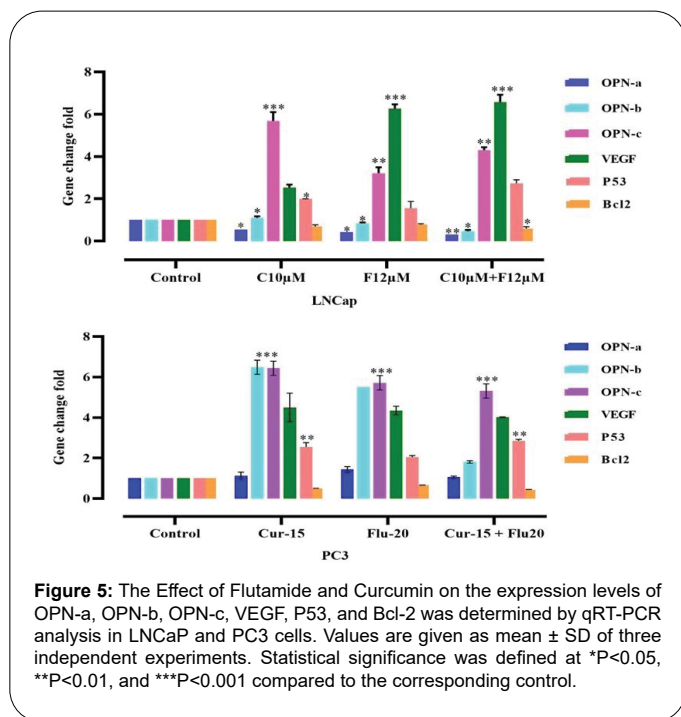 8
6
4
2
0
Gene change fold
*
*
***
*
*
*
**
***
**
*
**
***
*
Control
C10µM
F12µM
C10µM+F12µM
LNCap
OPN-a
OPN-b
OPN-c
VEGF
P53
Bcl2
8
6
4
2
0
Gene change fold
***
**
***
***
**
Control
Cur-15
Flu-20
Cur-15 + Flu20
PC3
OPN-a
OPN-b
OPN-c
VEGF
P53
Bcl2
Figure 5: The Effect of Flutamide and Curcumin on the expression levels of
OPN-a, OPN-b, OPN-c, VEGF, P53, and Bcl-2 was determined by qRT-PCR
analysis in LNCaP and PC3 cells. Values are given as mean ± SD of three
independent experiments. Statistical significance was defined at *P<0.05,
**P<0.01, and ***P<0.001 compared to the corresponding control.